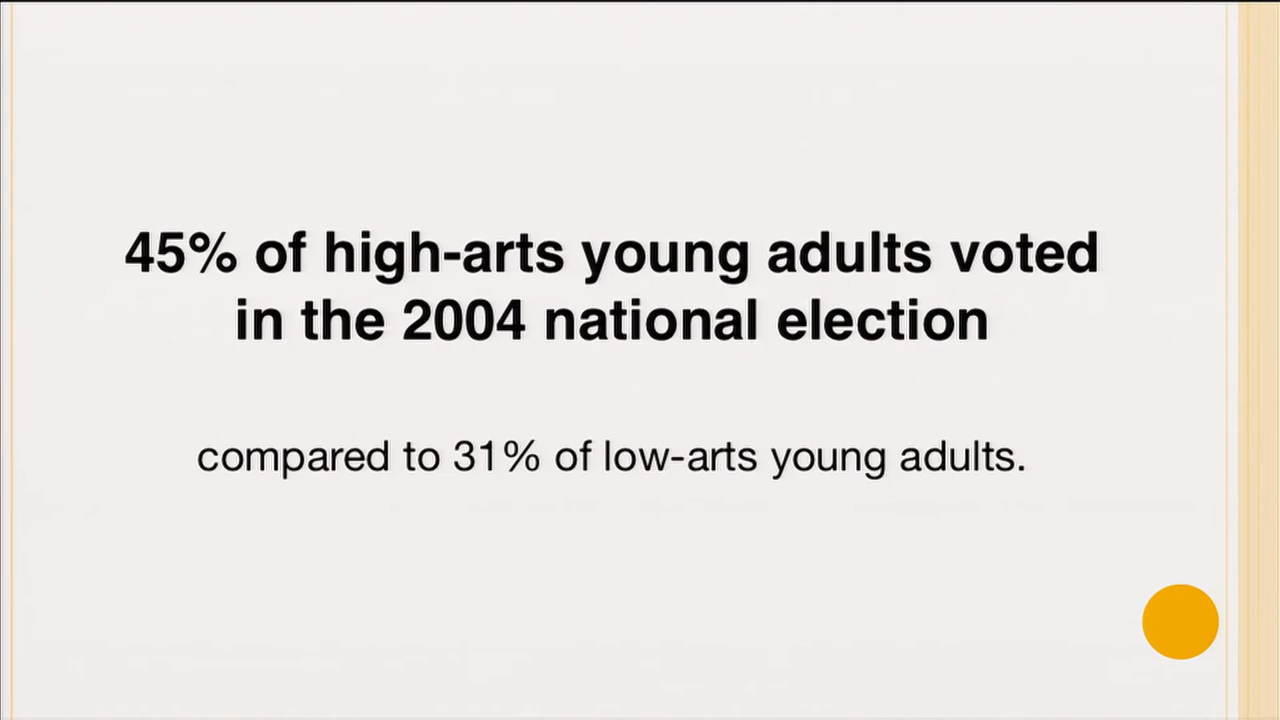 45% of high-arts young adults voted
in the 2004 national election
compared to 31% of low-arts young adults.